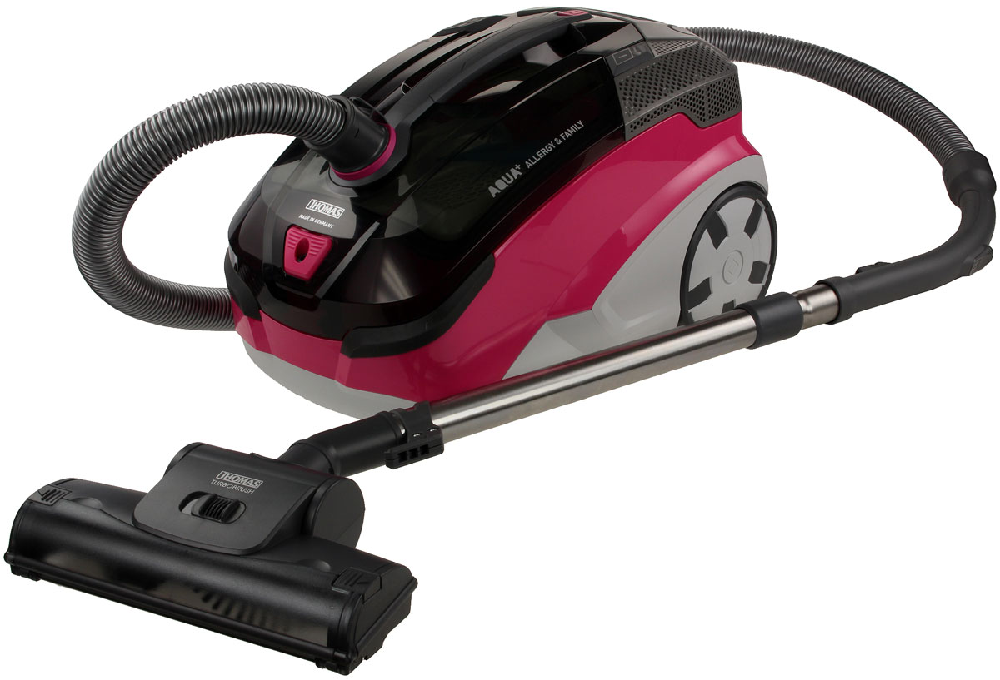 AQUA+ ALLERGY & FAMILY
THOMAS
MADE IN GERMANY
THOMAS
TURBOBRUSH